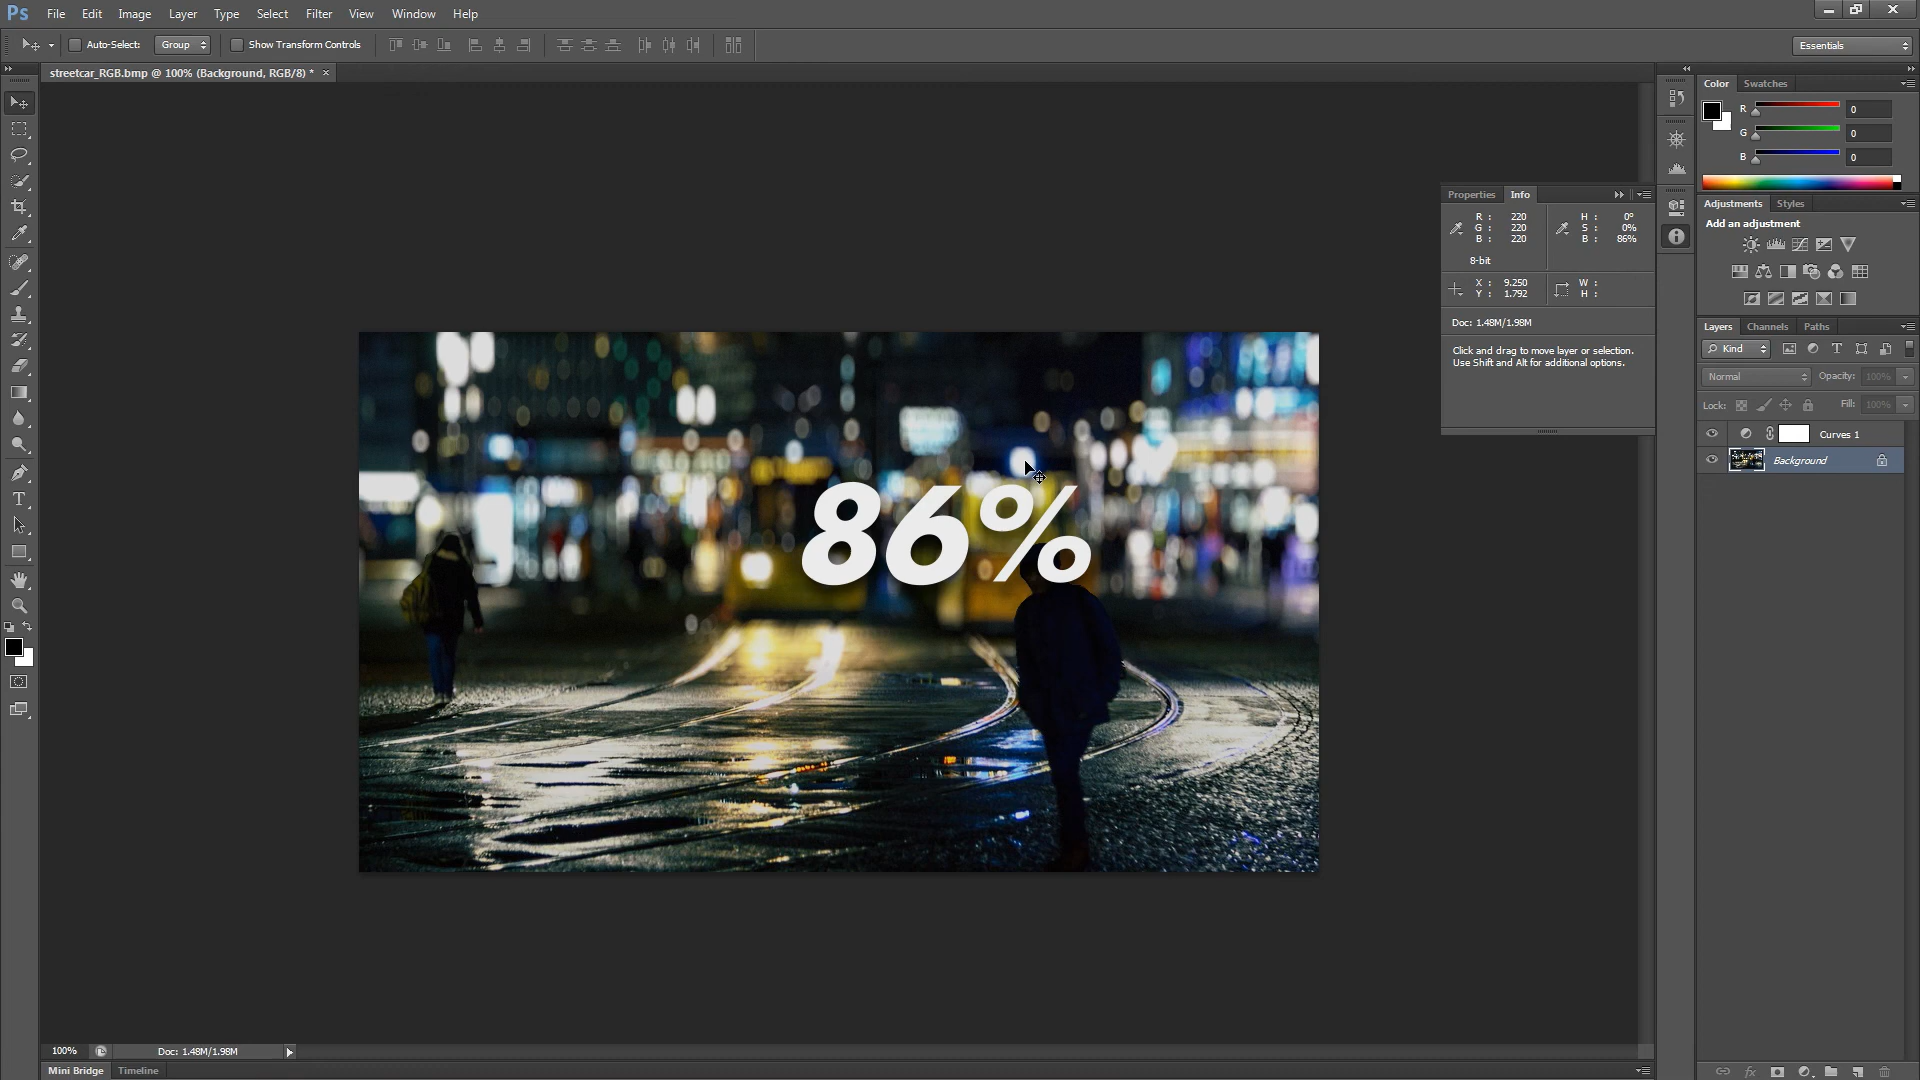 Ps File Edit Image Layer Type Select Filter View Window Help
Auto-Select: Group Show Transform Controls Essentials
streetcar_RGB.bmp @ 100% (Background, RGB/8) * ×
Color Swatches
R 0
G 0
B 0
Properties Info
R : 220 H : 0°
G : 220 S : 0%
B : 220 B : 86%
8-bit
X : 9.250 W :
Y : 1.792 H :
Doc: 1.48M/1.98M
Click and drag to move layer or selection.
Use Shift and Alt for additional options.
Adjustments Styles
Add an adjustment
Layers Channels Paths
Kind
Normal Opacity: 100%
Lock: Fill: 100%
Curves 1
Background
86%
100% Doc: 1.48M/1.98M
Mini Bridge Timeline